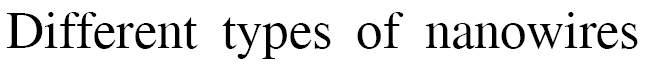 Different types of nanowires